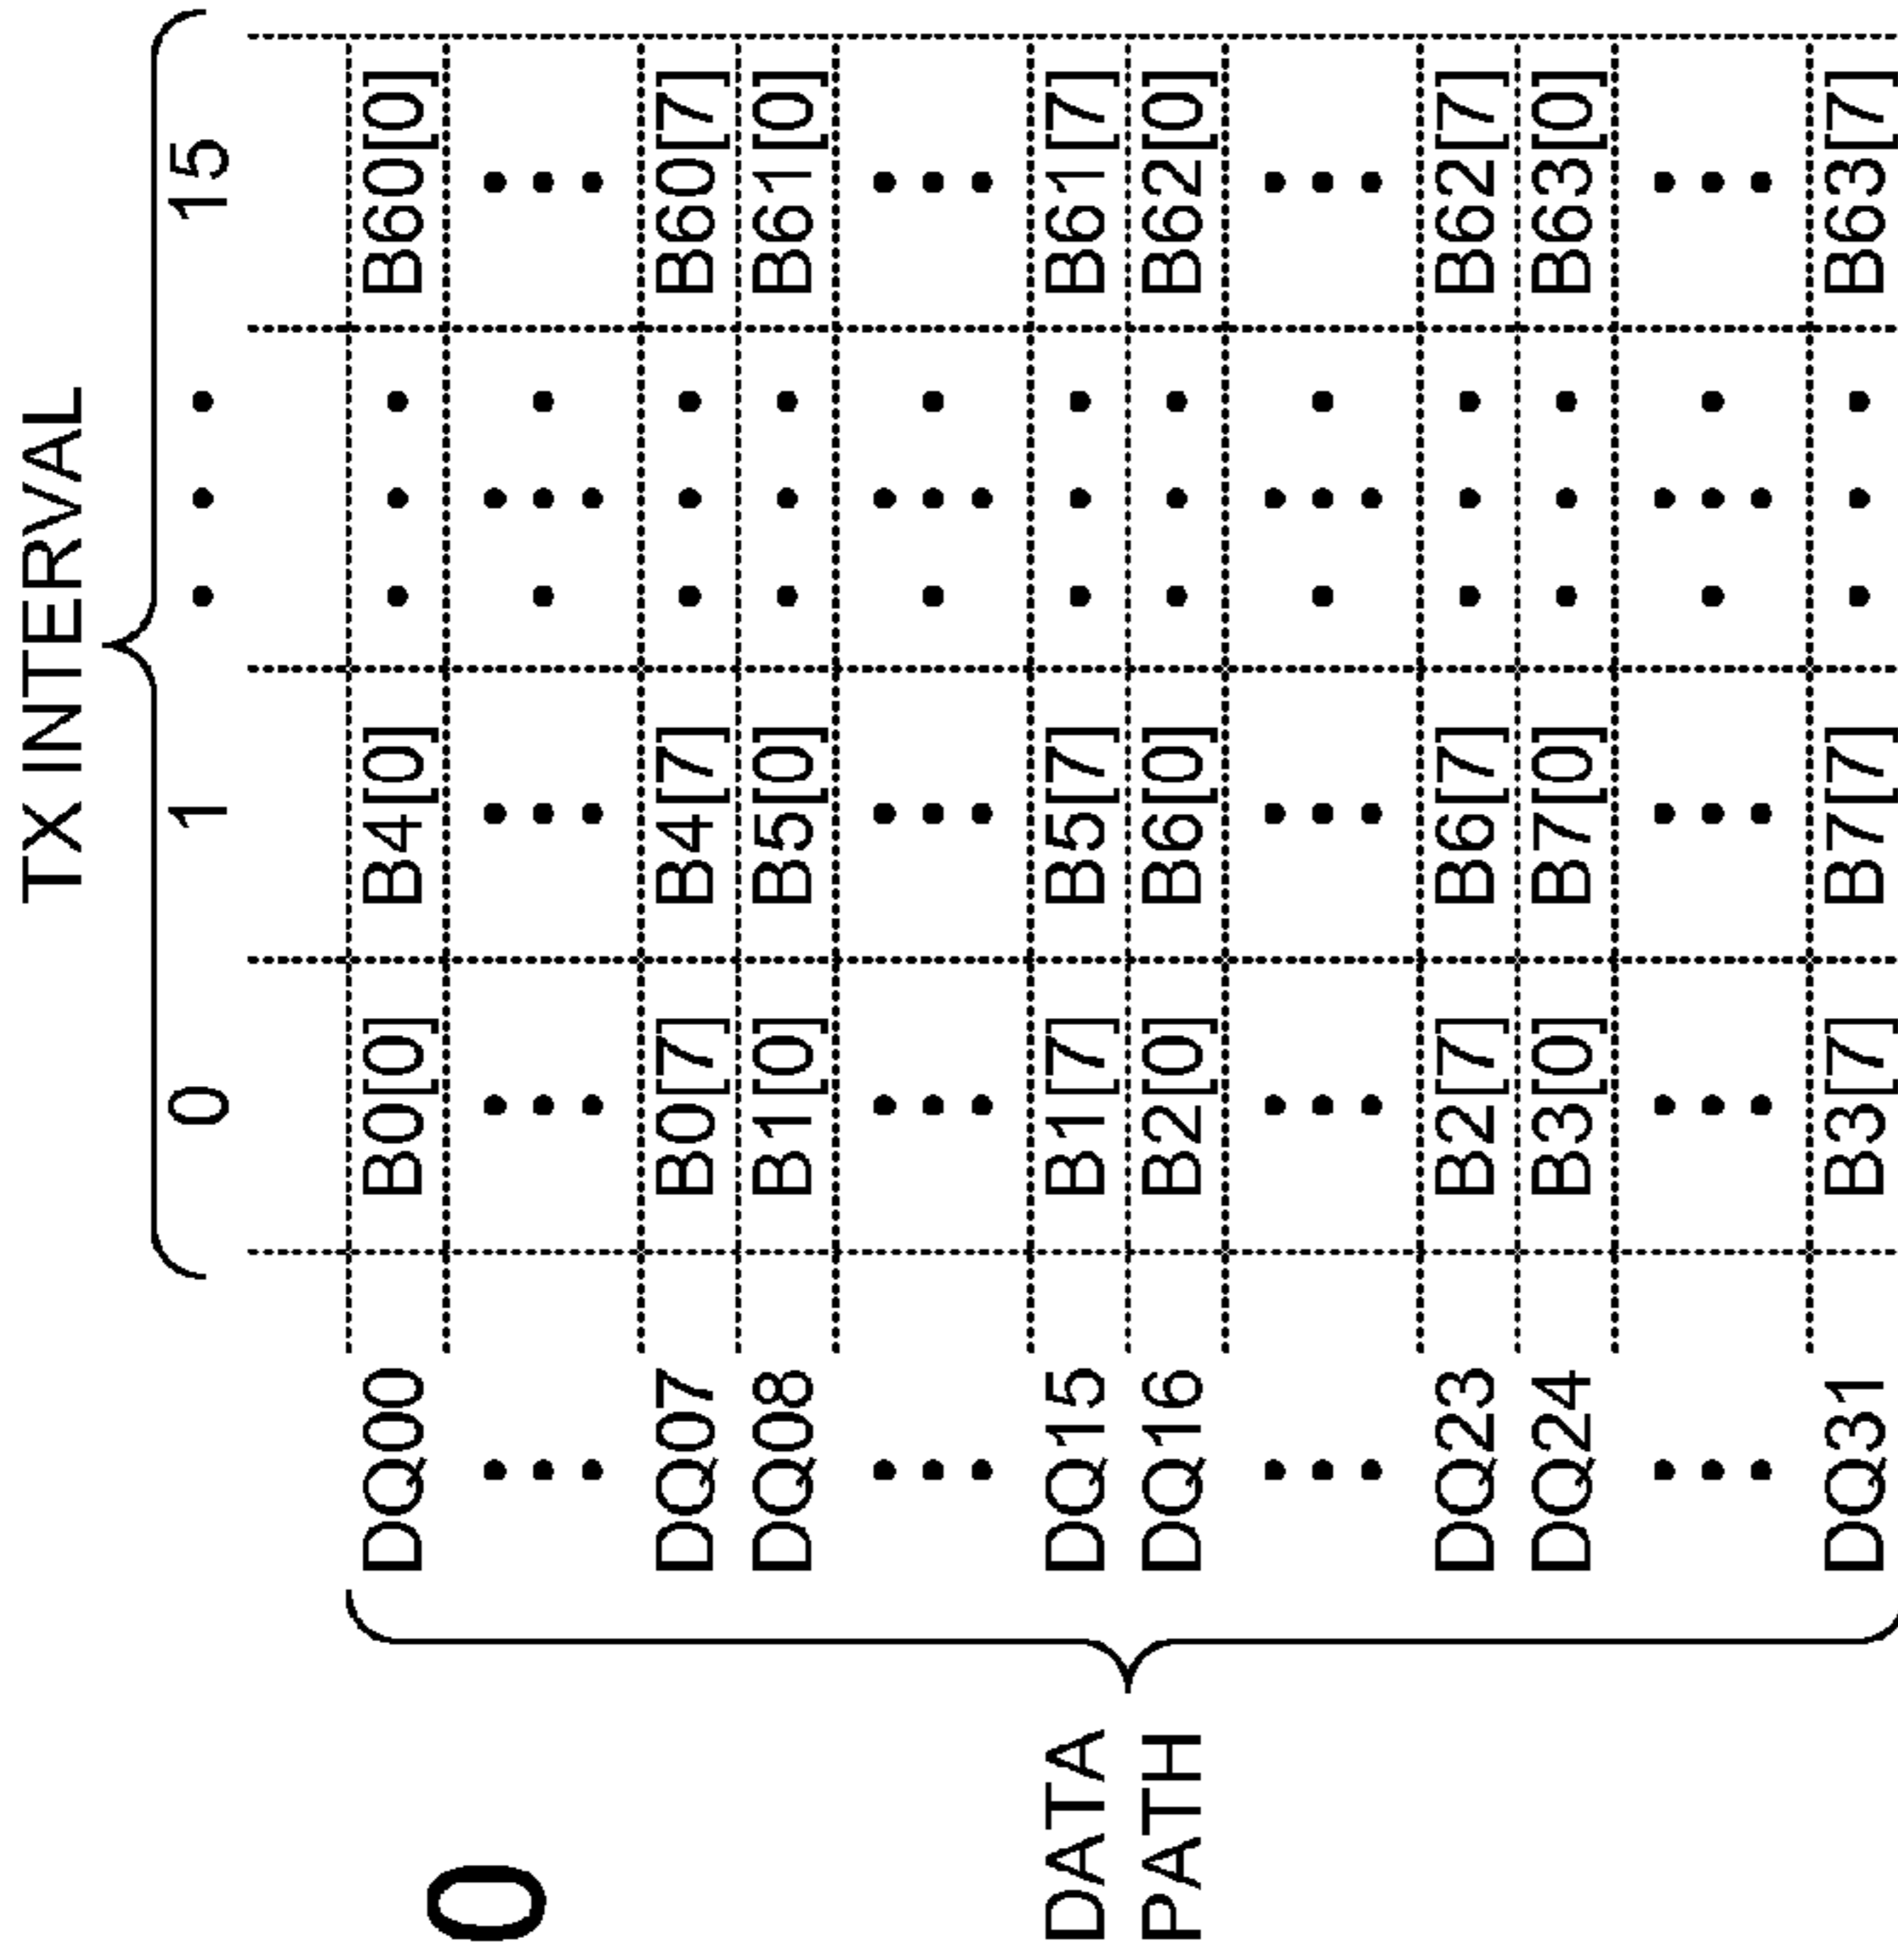 TX INTERVAL
0 1 • • • 15
DQ00 B0[0] B4[0] • • • B60[0]
• • • • • • • • • • • • • • •
DQ07 B0[7] B4[7] • • • B60[7]
DQ08 B1[0] B5[0] • • • B61[0]
• • • • • • • • • • • • • • •
DQ15 B1[7] B5[7] • • • B61[7]
DQ16 B2[0] B6[0] • • • B62[0]
• • • • • • • • • • • • • • •
DQ23 B2[7] B6[7] • • • B62[7]
DQ24 B3[0] B7[0] • • • B63[0]
• • • • • • • • • • • • • • •
DQ31 B3[7] B7[7] • • • B63[7]
DATA
PATH
0